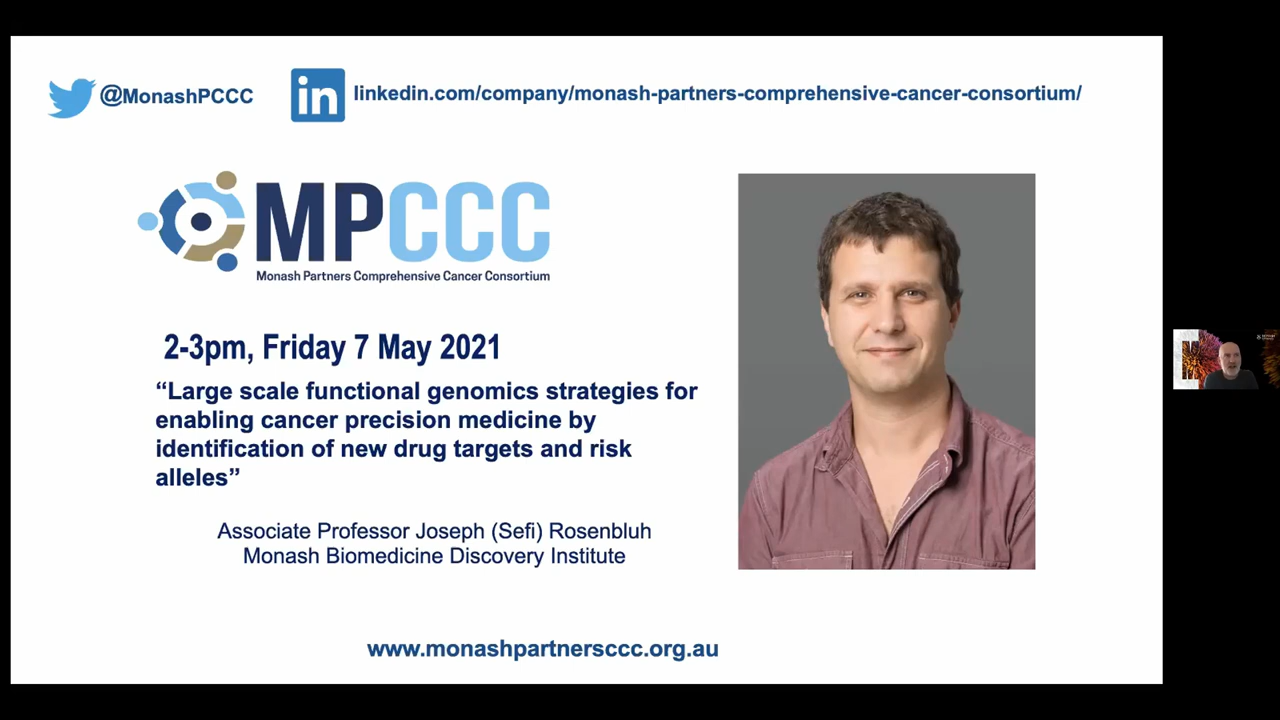 @MonashPCCC
in linkedin.com/company/monash-partners-comprehensive-cancer-consortium/
MPCCC
Monash Partners Comprehensive Cancer Consortium
2-3pm, Friday 7 May 2021
“Large scale functional genomics strategies for
enabling cancer precision medicine by
identification of new drug targets and risk
alleles”
Associate Professor Joseph (Sefi) Rosenbluh
Monash Biomedicine Discovery Institute
www.monashpartnersccc.org.au